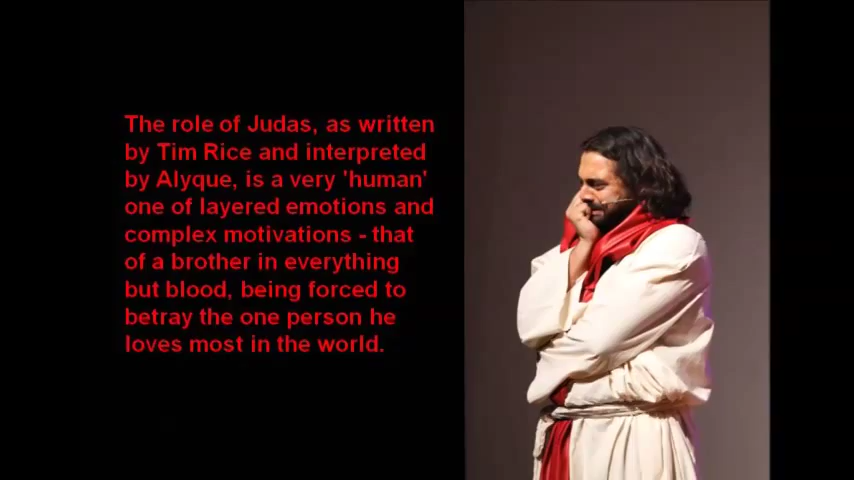 The role of Judas, as written
by Tim Rice and interpreted
by Alyque, is a very 'human'
one of layered emotions and
complex motivations - that
of a brother in everything
but blood, being forced to
betray the one person he
loves most in the world.